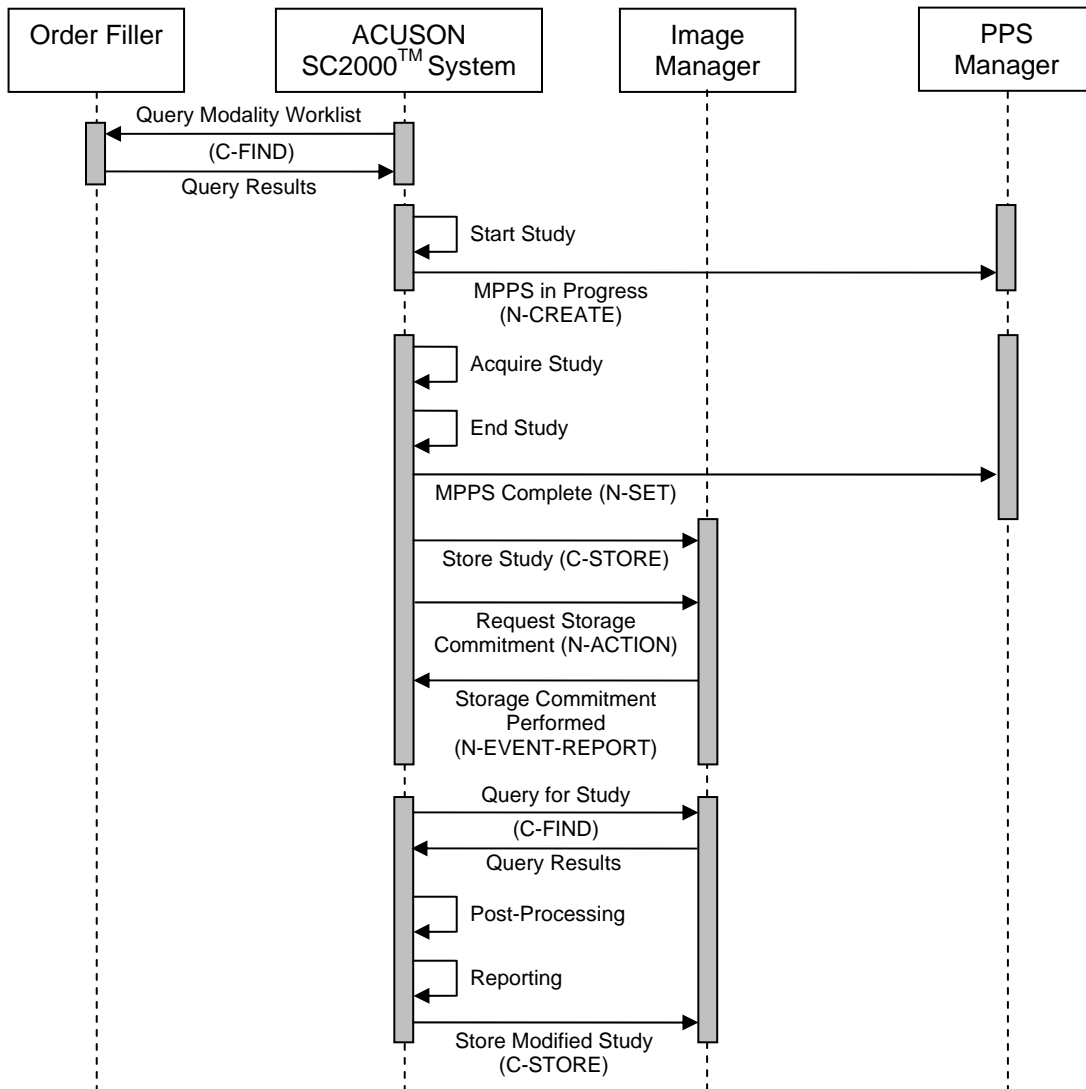 Order Filler
ACUSON
SC2000TM System
Image
Manager
PPS
Manager
Query Modality Worklist
(C-FIND)
Query Results
Start Study
MPPS in Progress
(N-CREATE)
Acquire Study
End Study
MPPS Complete (N-SET)
Store Study (C-STORE)
Request Storage
Commitment (N-ACTION)
Storage Commitment
Performed
(N-EVENT-REPORT)
Query for Study
(C-FIND)
Query Results
Post-Processing
Reporting
Store Modified Study
(C-STORE)